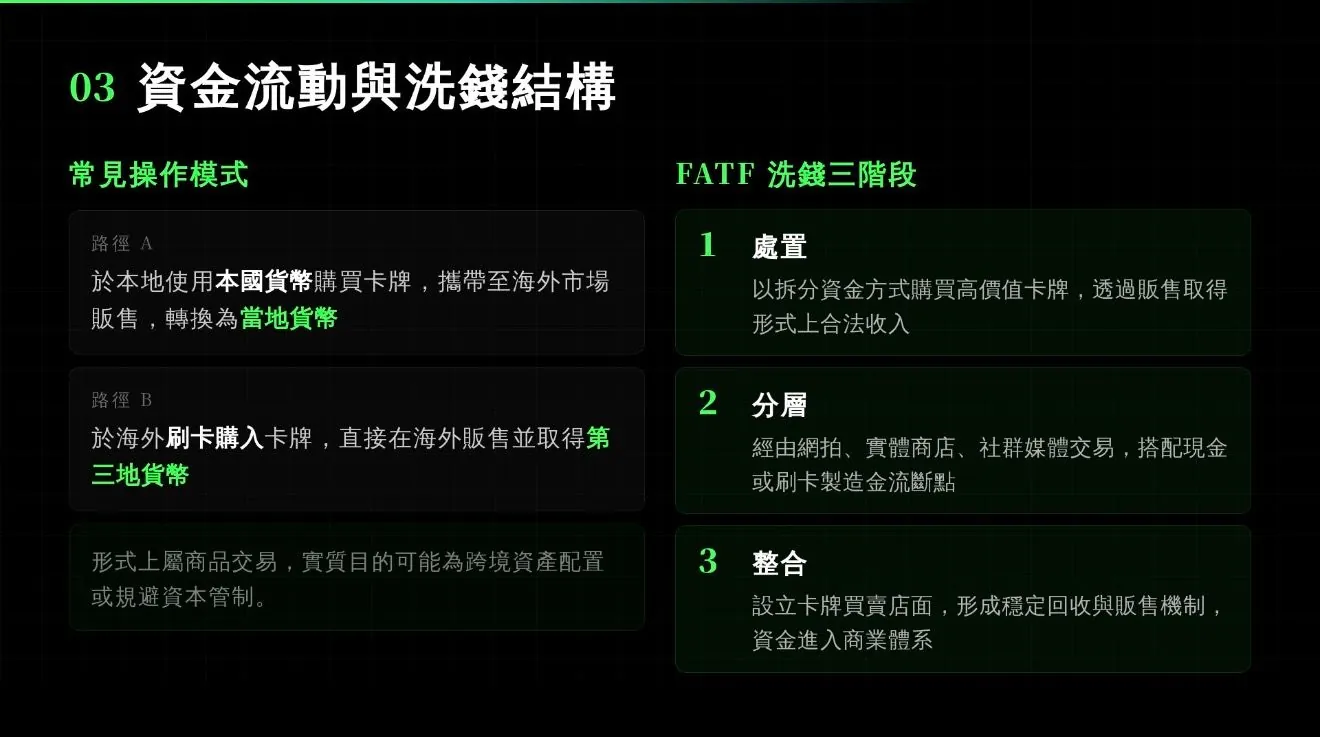 03 資金流動與洗錢結構
常見操作模式
路徑 A
於本地使用本國貨幣購買卡牌，攜帶至海外市場
販售，轉換為當地貨幣
路徑 B
於海外刷卡購入卡牌，直接在海外販售並取得第
三地貨幣
形式上屬商品交易，實質目的可能為跨境資產配置
或規避資本管制。
FATF 洗錢三階段
1 處置
以拆分資金方式購買高價值卡牌，透過販售取得
形式上合法收入
2 分層
經由網拍、實體商店、社群媒體交易，搭配現金
或刷卡製造金流斷點
3 整合
設立卡牌買賣店面，形成穩定回收與販售機制，
資金進入商業體系